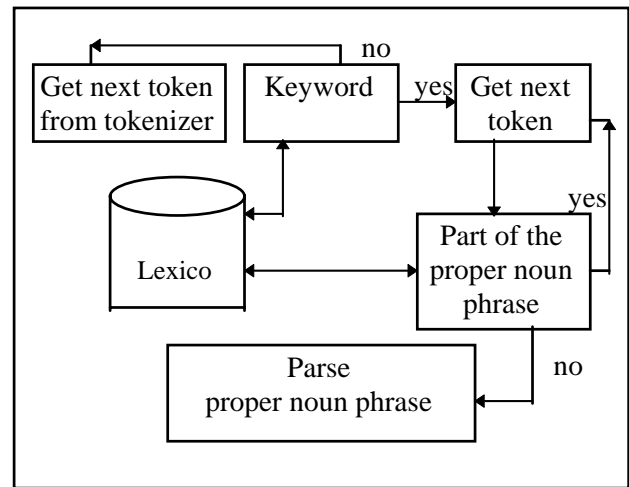 no
Get next token
from tokenizer
Keyword
yes
Get next
token
yes
Lexico
Part of the
proper noun
phrase
no
Parse
proper noun phrase